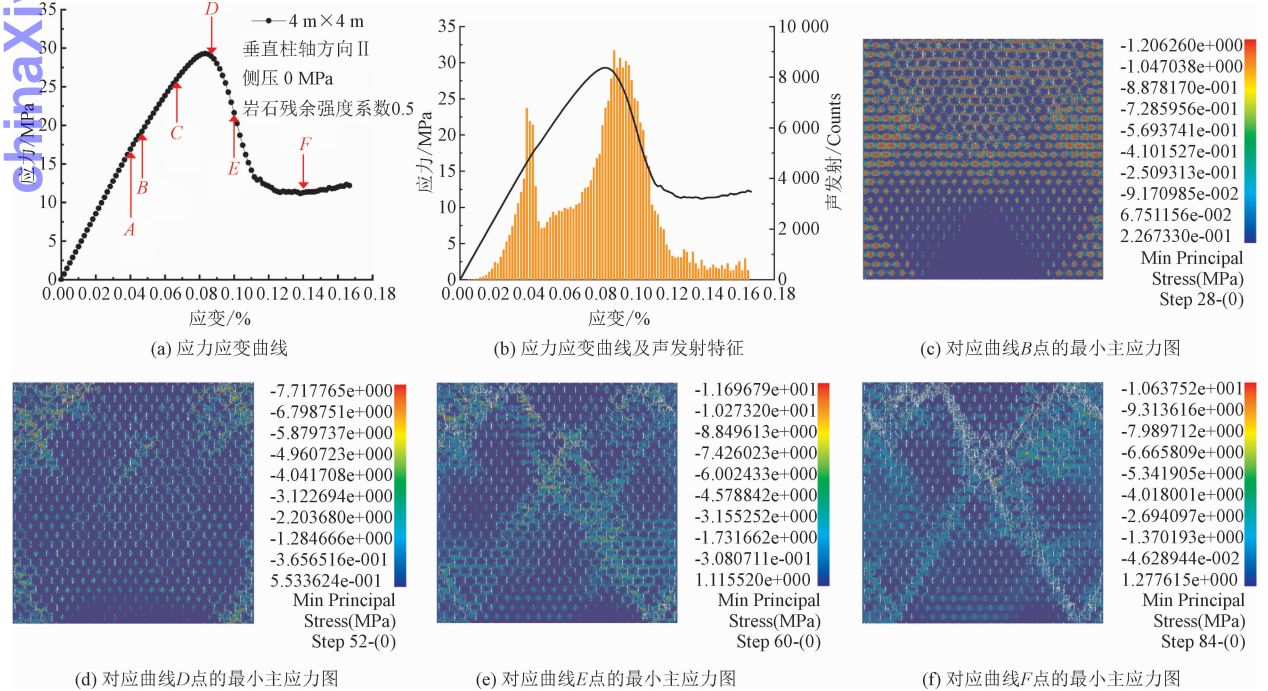 chinaXiv
35
30
25
20
15
10
5
0
应力/MPa
0.00 0.02 0.04 0.06 0.08 0.10 0.12 0.14 0.16 0.18
应变/%
A
B
C
D
E
F
4 m×4 m
垂直柱轴方向Ⅱ
侧压 0 MPa
岩石残余强度系数0.5
(a) 应力应变曲线
35
30
25
20
15
10
5
0
应力/MPa
10 000
8 000
6 000
4 000
2 000
0
声发射/Counts
0.00 0.02 0.04 0.06 0.08 0.10 0.12 0.14 0.16 0.18
应变/%
(b) 应力应变曲线及声发射特征
-1.206260e+000
-1.047038e+000
-8.878170e-001
-7.285956e-001
-5.693741e-001
-4.101527e-001
-2.509313e-001
-9.170985e-002
6.751156e-002
2.267330e-001
Min Principal
Stress(MPa)
Step 28-(0)
(c) 对应曲线B点的最小主应力图
-7.717765e+000
-6.798751e+000
-5.879737e+000
-4.960723e+000
-4.041708e+000
-3.122694e+000
-2.203680e+000
-1.284666e+000
-3.656516e-001
5.533624e-001
Min Principal
Stress(MPa)
Step 52-(0)
(d) 对应曲线D点的最小主应力图
-1.169679e+001
-1.027320e+001
-8.849613e+000
-7.426023e+000
-6.002433e+000
-4.578842e+000
-3.155252e+000
-1.731662e+000
-3.080711e-001
1.115520e+000
Min Principal
Stress(MPa)
Step 60-(0)
(e) 对应曲线E点的最小主应力图
-1.063752e+001
-9.313616e+000
-7.989712e+000
-6.665809e+000
-5.341905e+000
-4.018001e+000
-2.694097e+000
-1.370193e+000
-4.628944e-002
1.277615e+000
Min Principal
Stress(MPa)
Step 84-(0)
(f) 对应曲线F点的最小主应力图